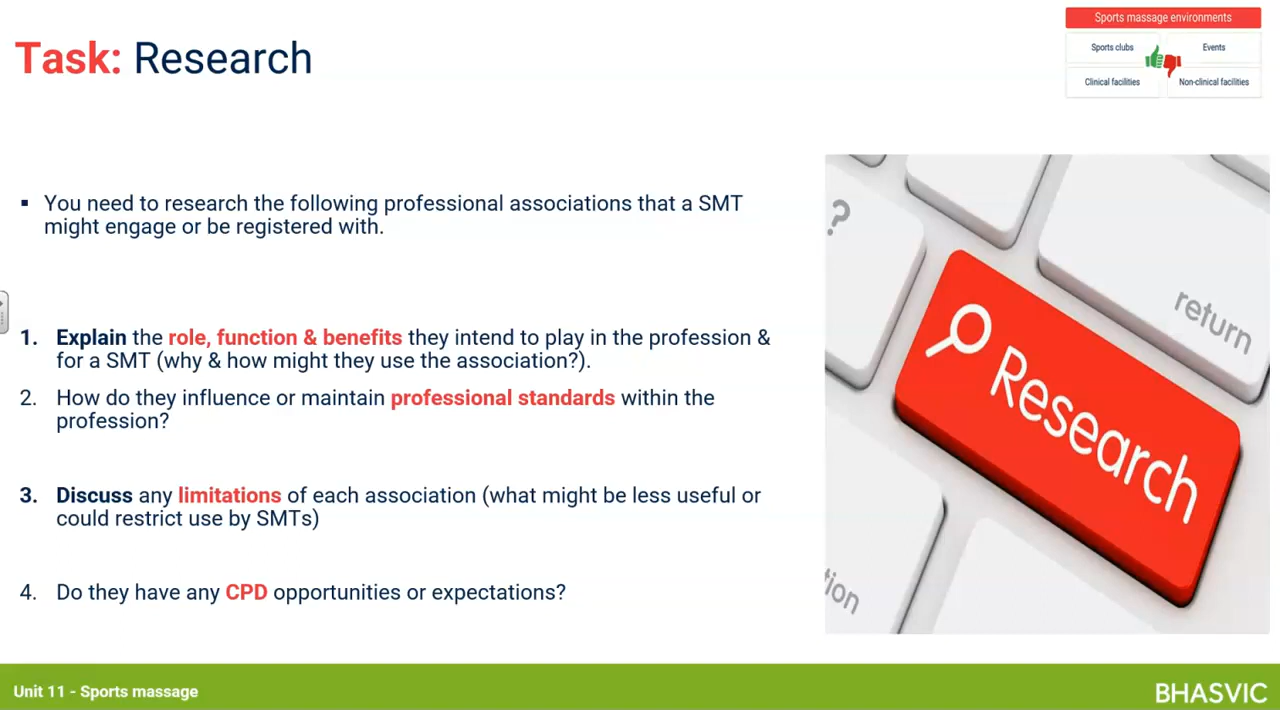 Task: Research
Sports massage environments
Sports clubs
Events
Clinical facilities
Non-clinical facilities
▪ You need to research the following professional associations that a SMT
might engage or be registered with.
1. Explain the role, function & benefits they intend to play in the profession &
for a SMT (why & how might they use the association?).
2. How do they influence or maintain professional standards within the
profession?
3. Discuss any limitations of each association (what might be less useful or
could restrict use by SMTs)
4. Do they have any CPD opportunities or expectations?
?
return
Research
tion
Unit 11 - Sports massage
BHASVIC